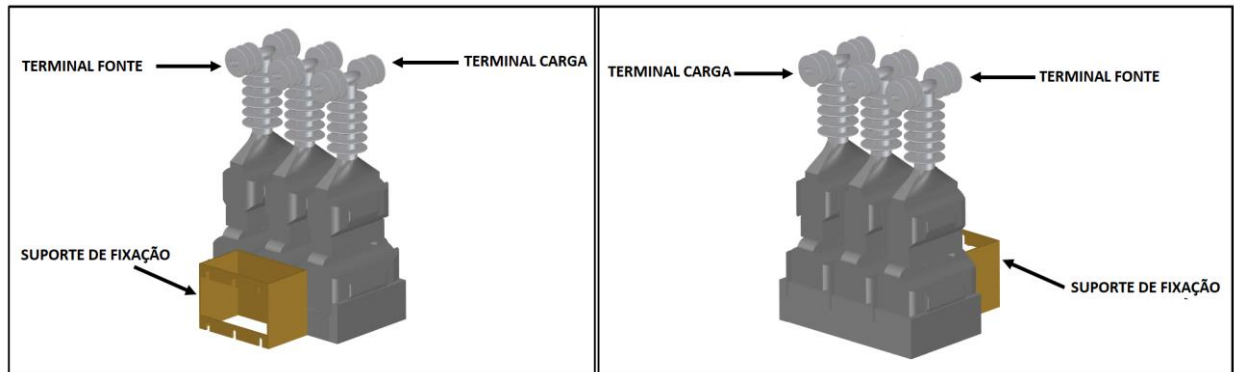 TERMINAL FONTE
TERMINAL CARGA
SUPORTE DE FIXAÇÃO
TERMINAL CARGA
TERMINAL FONTE
SUPORTE DE FIXAÇÃO